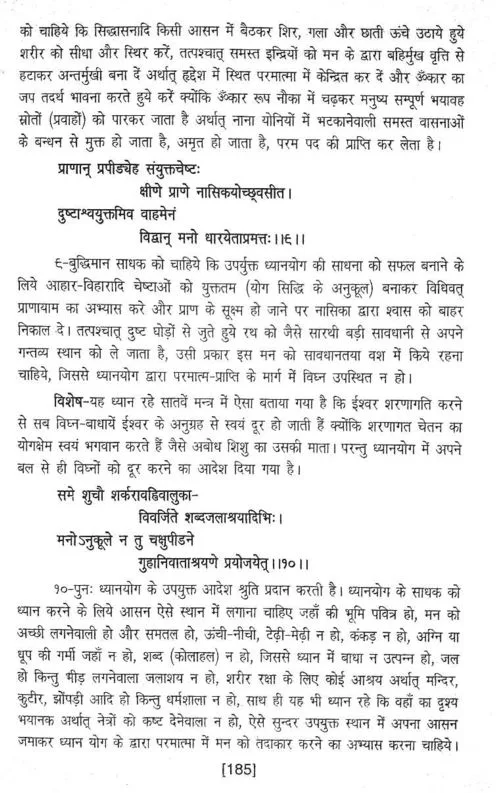 को चाहिये कि सिद्धासनादि किसी आसन में बैठकर शिर, गला और छाती ऊंचे उठाये हुये
शरीर को सीधा और स्थिर करें, तत्पश्चात् समस्त इन्द्रियों को मन के द्वारा बहिर्मुख वृत्ति से
हटाकर अन्तर्मुखी बना दें अर्थात् हृद्देश में स्थित परमात्मा में केन्द्रित कर दें और ॐकार का
जप तदर्थ भावना करते हुये करें क्योंकि ॐकार रूप नौका में चढ़कर मनुष्य सम्पूर्ण भयावह
स्रोतों (प्रवाहों) को पारकर जाता है अर्थात् नाना योनियों में भटकानेवाली समस्त वासनाओं
के बन्धन से मुक्त हो जाता है, अमृत हो जाता है, परम पद की प्राप्ति कर लेता है।
प्राणान् प्रपीड्येह संयुक्तचेष्टः
क्षीणे प्राणे नासिकयोच्छ्वसीत।
दुष्टाश्वयुक्तमिव वाहमेनं
विद्वान् मनो धारयेताप्रमत्तः।।९।।
९-बुद्धिमान साधक को चाहिये कि उपर्युक्त ध्यानयोग की साधना को सफल बनाने के
लिये आहार-विहारादि चेष्टाओं को युक्ततम (योग सिद्धि के अनुकूल) बनाकर विधिवत्
प्राणायाम का अभ्यास करे और प्राण के सूक्ष्म हो जाने पर नासिका द्वारा श्वास को बाहर
निकाल दे। तत्पश्चात् दुष्ट घोड़ों से जुते हुये रथ को जैसे सारथी बड़ी सावधानी से अपने
गन्तव्य स्थान को ले जाता है, उसी प्रकार इस मन को सावधानतया वश में किये रहना
चाहिये, जिससे ध्यानयोग द्वारा परमात्म-प्राप्ति के मार्ग में विघ्न उपस्थित न हो।
विशेष-यह ध्यान रहे सातवें मन्त्र में ऐसा बताया गया है कि ईश्वर शरणागति करने
से सब विघ्न-बाधायें ईश्वर के अनुग्रह से स्वयं दूर हो जाती हैं क्योंकि शरणागत चेतन का
योगक्षेम स्वयं भगवान करते हैं जैसे अबोध शिशु का उसकी माता। परन्तु ध्यानयोग में अपने
बल से ही विघ्नों को दूर करने का आदेश दिया गया है।
समे शुचौ शर्करावह्निवालुका-
विवर्जिते शब्दजलाश्रयादिभिः।
मनोऽनुकूले न तु चक्षुपीडने
गुहानिवाताश्रयणे प्रयोजयेत्।।१०।।
१०-पुनः ध्यानयोग के उपयुक्त आदेश श्रुति प्रदान करती है। ध्यानयोग के साधक को
ध्यान करने के लिये आसन ऐसे स्थान में लगाना चाहिए जहाँ की भूमि पवित्र हो, मन को
अच्छी लगनेवाली हो और समतल हो, ऊंची-नीची, टेढ़ी-मेढ़ी न हो, कंकड़ न हो, अग्नि या
धूप की गर्मी जहाँ न हो, शब्द (कोलाहल) न हो, जिससे ध्यान में बाधा न उत्पन्न हो, जल
हो किन्तु भीड़ लगनेवाला जलाशय न हो, शरीर रक्षा के लिए कोई आश्रय अर्थात् मन्दिर,
कुटीर, झोंपड़ी आदि हो किन्तु धर्मशाला न हो, साथ ही यह भी ध्यान रहे कि वहाँ का दृश्य
भयानक अर्थात् नेत्रों को कष्ट देनेवाला न हो, ऐसे सुन्दर उपयुक्त स्थान में अपना आसन
जमाकर ध्यान योग के द्वारा परमात्मा में मन को तदाकार करने का अभ्यास करना चाहिये।
[185]